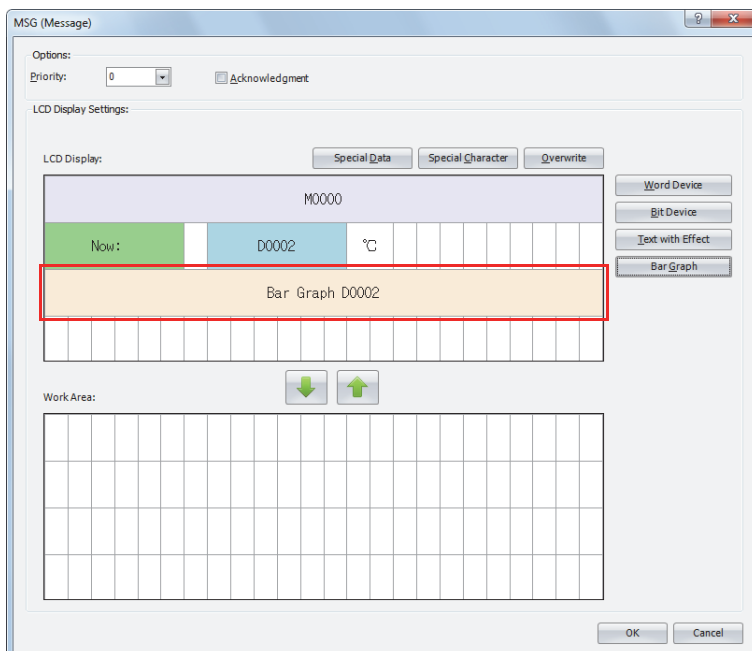 MSG (Message)
Options:
Priority: 0 Acknowledgment
LCD Display Settings:
LCD Display: Special Data Special Character Overwrite
M0000
Now: D0002 ℃
Bar Graph D0002
Word Device
Bit Device
Text with Effect
Bar Graph
Work Area:
OK Cancel